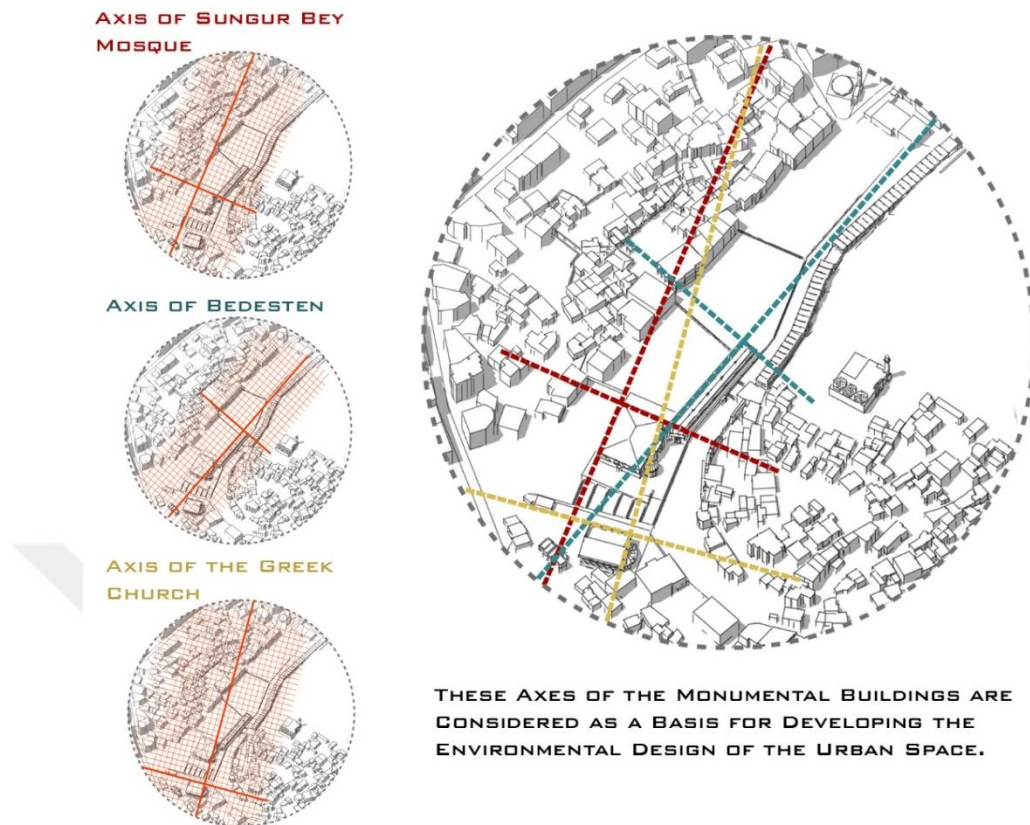 Axis of Sungur Bey
Mosque
Axis of Bedesten
Axis of the Greek
Church
These Axes of the Monumental Buildings are
Considered as a Basis for Developing the
Environmental Design of the Urban Space.